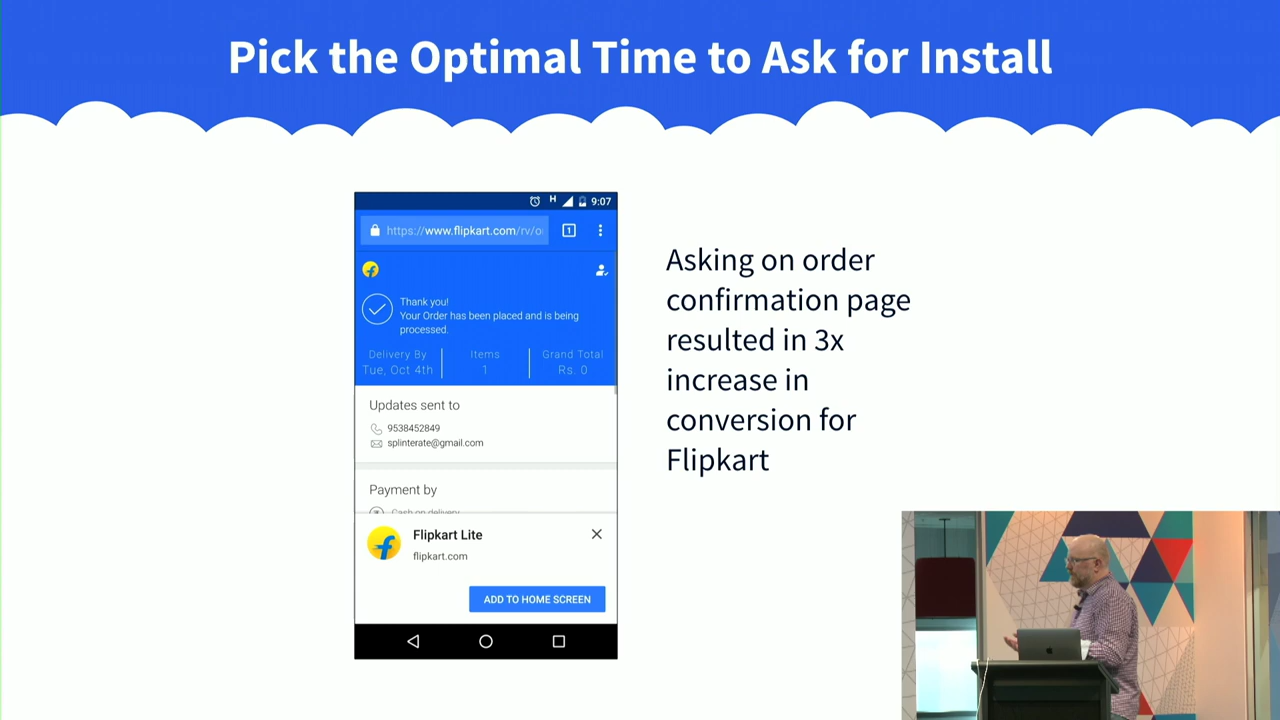 Pick the Optimal Time to Ask for Install
H 9:07
https://www.flipkart.com/rv/o
1
Thank you!
Your Order has been placed and is being
processed.
Delivery By Items Grand Total
Tue, Oct 4th 1 Rs. 0
Updates sent to
9538452849
splinterate@gmail.com
Payment by
Cash on delivery
Flipkart Lite
flipkart.com
ADD TO HOME SCREEN
Asking on order
confirmation page
resulted in 3x
increase in
conversion for
Flipkart